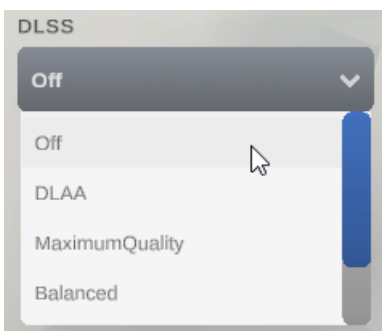 DLSS
Off
Off
DLAA
MaximumQuality
Balanced